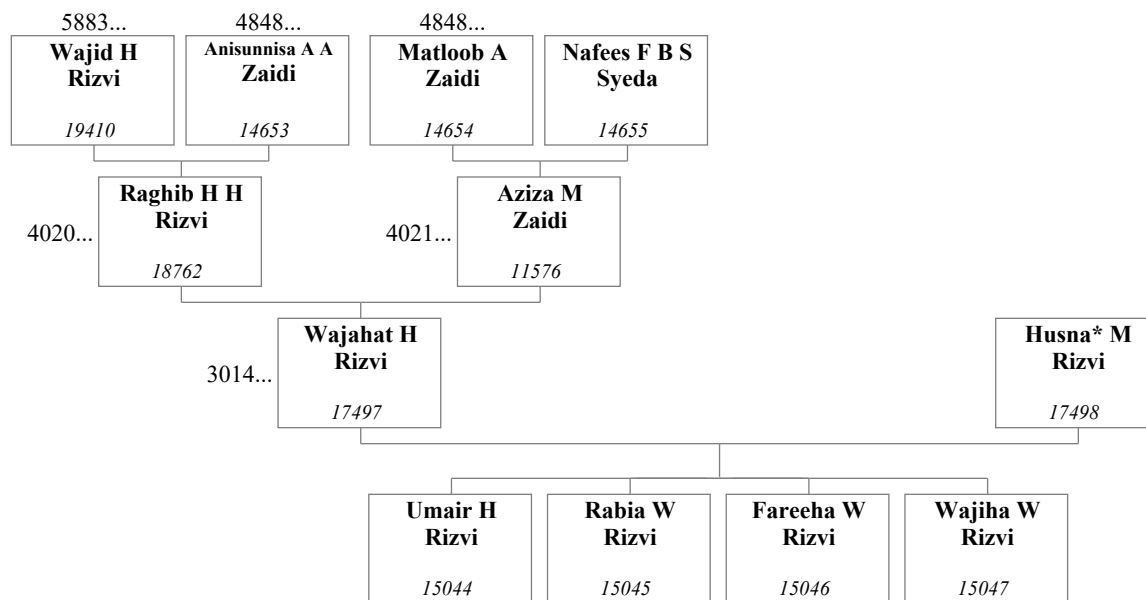 5883...
4848...
4848...
Wajid H
Rizvi
19410
Anisunnisa A A
Zaidi
14653
Matloob A
Zaidi
14654
Nafees F B S
Syeda
14655
4020...
Raghib H H
Rizvi
18762
4021...
Aziza M
Zaidi
11576
3014...
Wajahat H
Rizvi
17497
Husna* M
Rizvi
17498
Umair H
Rizvi
15044
Rabia W
Rizvi
15045
Fareeha W
Rizvi
15046
Wajiha W
Rizvi
15047